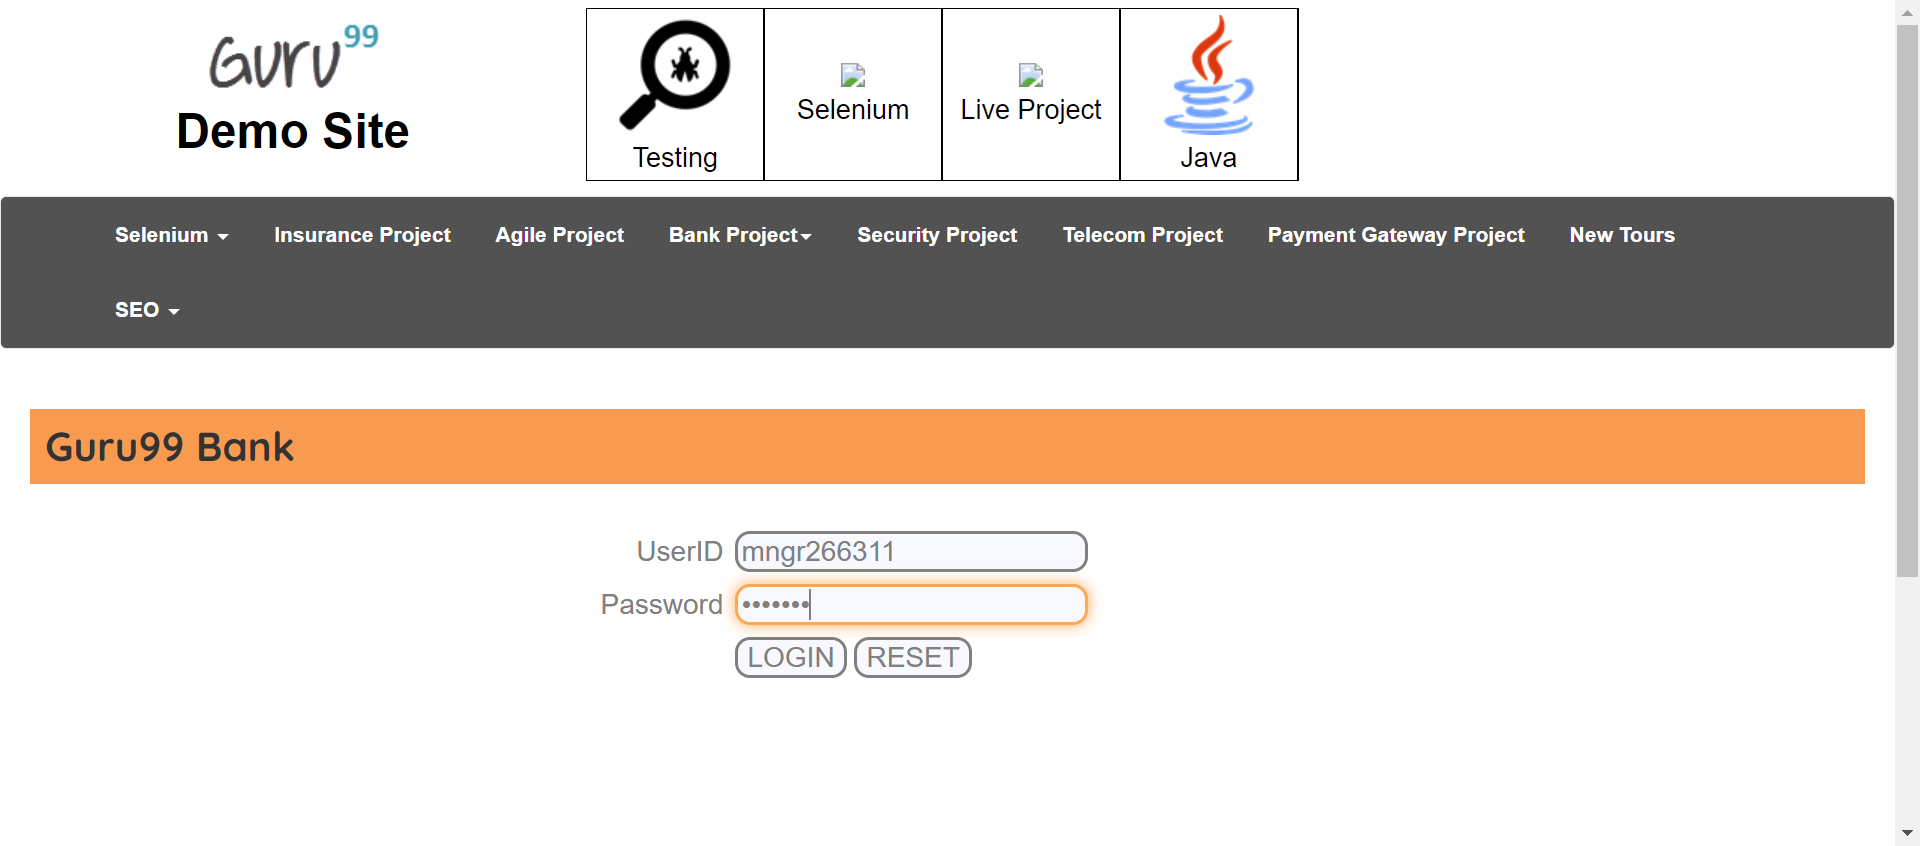 Guru99
Demo Site
Testing
Selenium
Live Project
Java
Selenium
Insurance Project
Agile Project
Bank Project
Security Project
Telecom Project
Payment Gateway Project
New Tours
SEO
Guru99 Bank
UserID mngr266311
Password •••••••
LOGIN RESET